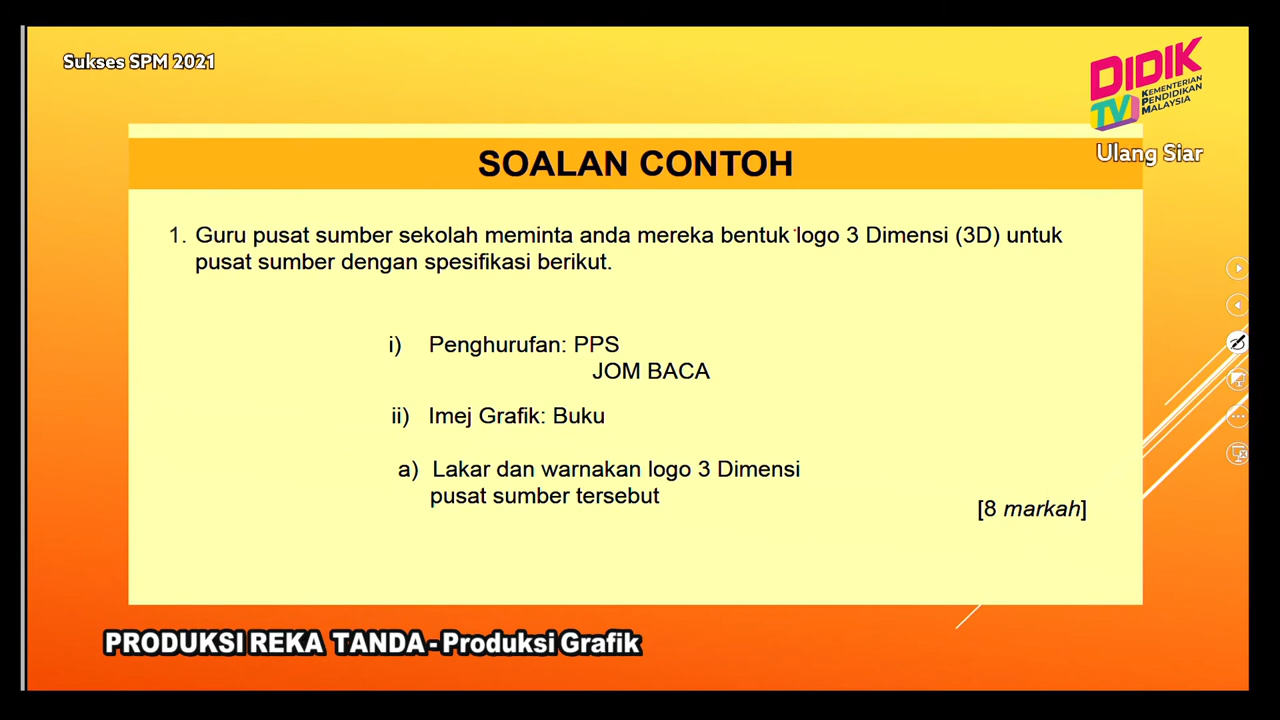 Sukses SPM 2021
DIDIK
TV
KEMENTERIAN
PENDIDIKAN
MALAYSIA
Ulang Siar
SOALAN CONTOH
1. Guru pusat sumber sekolah meminta anda mereka bentuk logo 3 Dimensi (3D) untuk
pusat sumber dengan spesifikasi berikut.
i) Penghurufan: PPS
JOM BACA
ii) Imej Grafik: Buku
a) Lakar dan warnakan logo 3 Dimensi
pusat sumber tersebut
[8 markah]
PRODUKSI REKA TANDA - Produksi Grafik